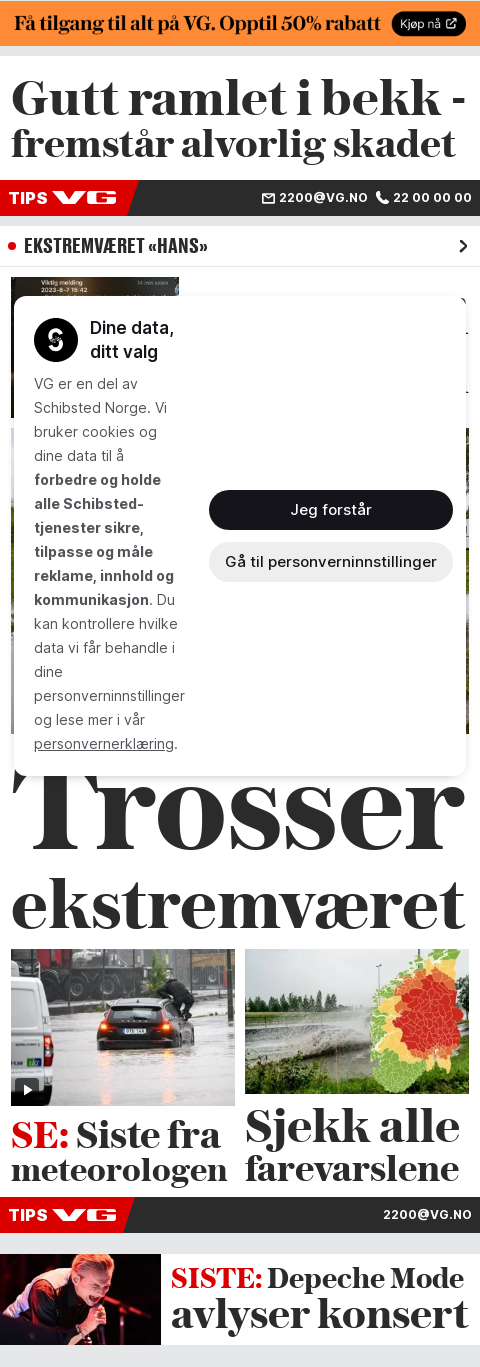 Få tilgang til alt på VG. Opptil 50% rabatt
Kjøp nå
Gutt ramlet i bekk -
fremstår alvorlig skadet
TIPS VG
2200@VG.NO
22 00 00 00
EKSTREMVÆRET «HANS»
Viktig melding
14 min siden
2023-8-7 15:42
Dine data,
ditt valg
VG er en del av
Schibsted Norge. Vi
bruker cookies og
dine data til å
forbedre og holde
alle Schibsted-
tjenester sikre,
tilpasse og måle
reklame, innhold og
kommunikasjon. Du
kan kontrollere hvilke
data vi får behandle i
dine
personverninnstillinger
og lese mer i vår
personvernerklæring.
Jeg forstår
Gå til personverninnstillinger
Trosser
ekstremværet
SE: Siste fra
meteorologen
Sjekk alle
farevarslene
TIPS VG
2200@VG.NO
SISTE: Depeche Mode
avlyser konsert